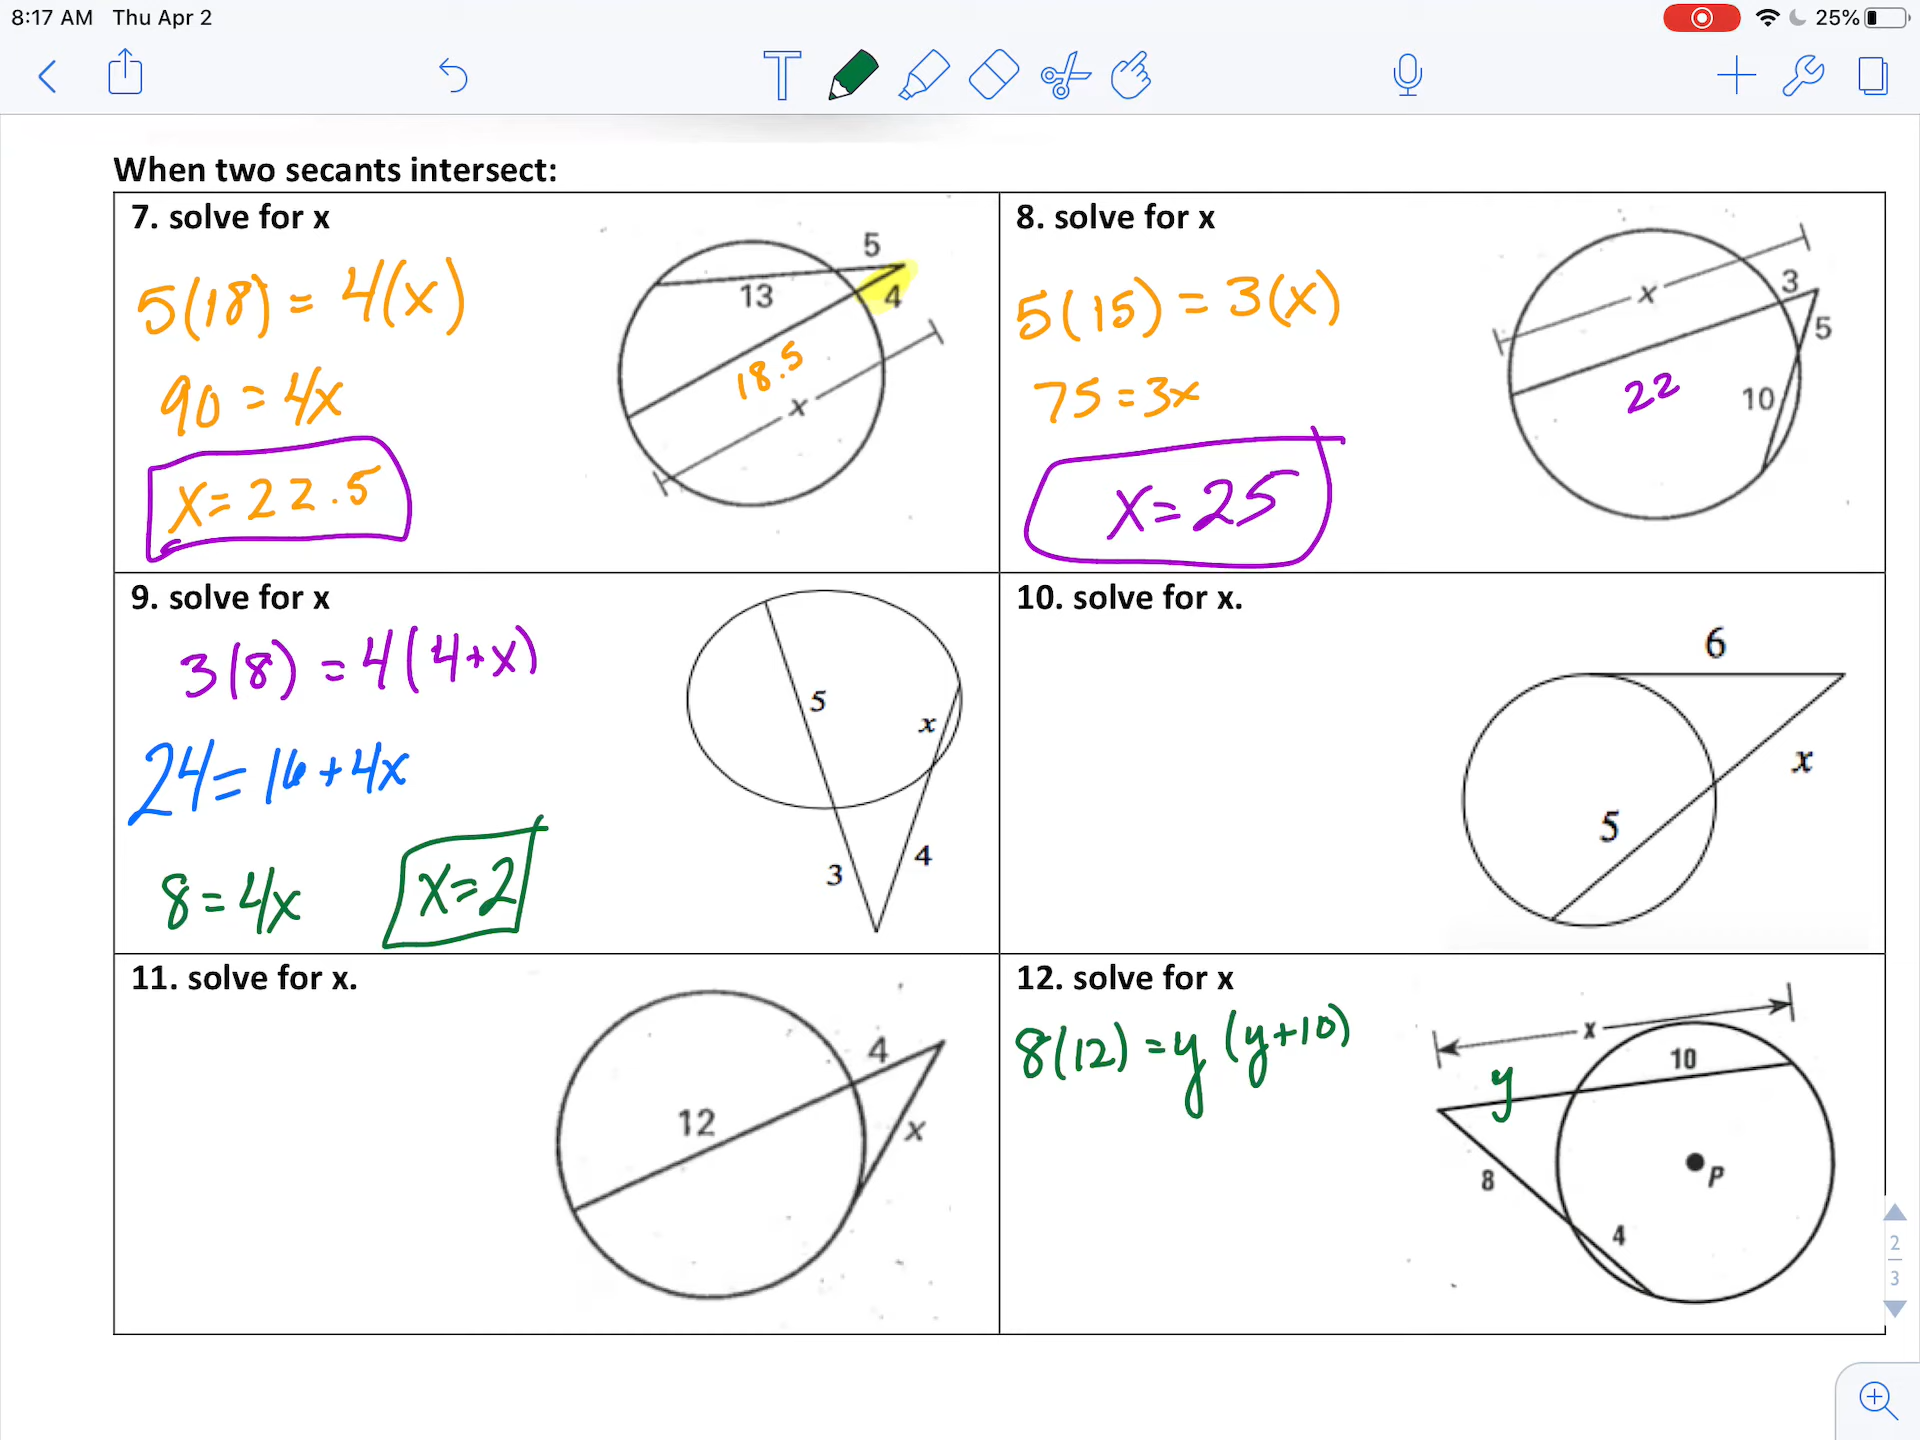 8:17 AM Thu Apr 2
25%
T
When two secants intersect:
7. solve for x
5(18) = 4(x)
90 = 4x
x=22.5
5
13
4
18.5
x
8. solve for x
5(15) = 3(x)
75=3x
x=25
x
3
5
22
10
9. solve for x
3(8) = 4(4+x)
24=16+4x
8=4x
x=2
5
x
3
4
10. solve for x.
6
x
5
11. solve for x.
4
12
x
12. solve for x
8(12) = y(y+10)
x
10
y
P
8
4
2
3